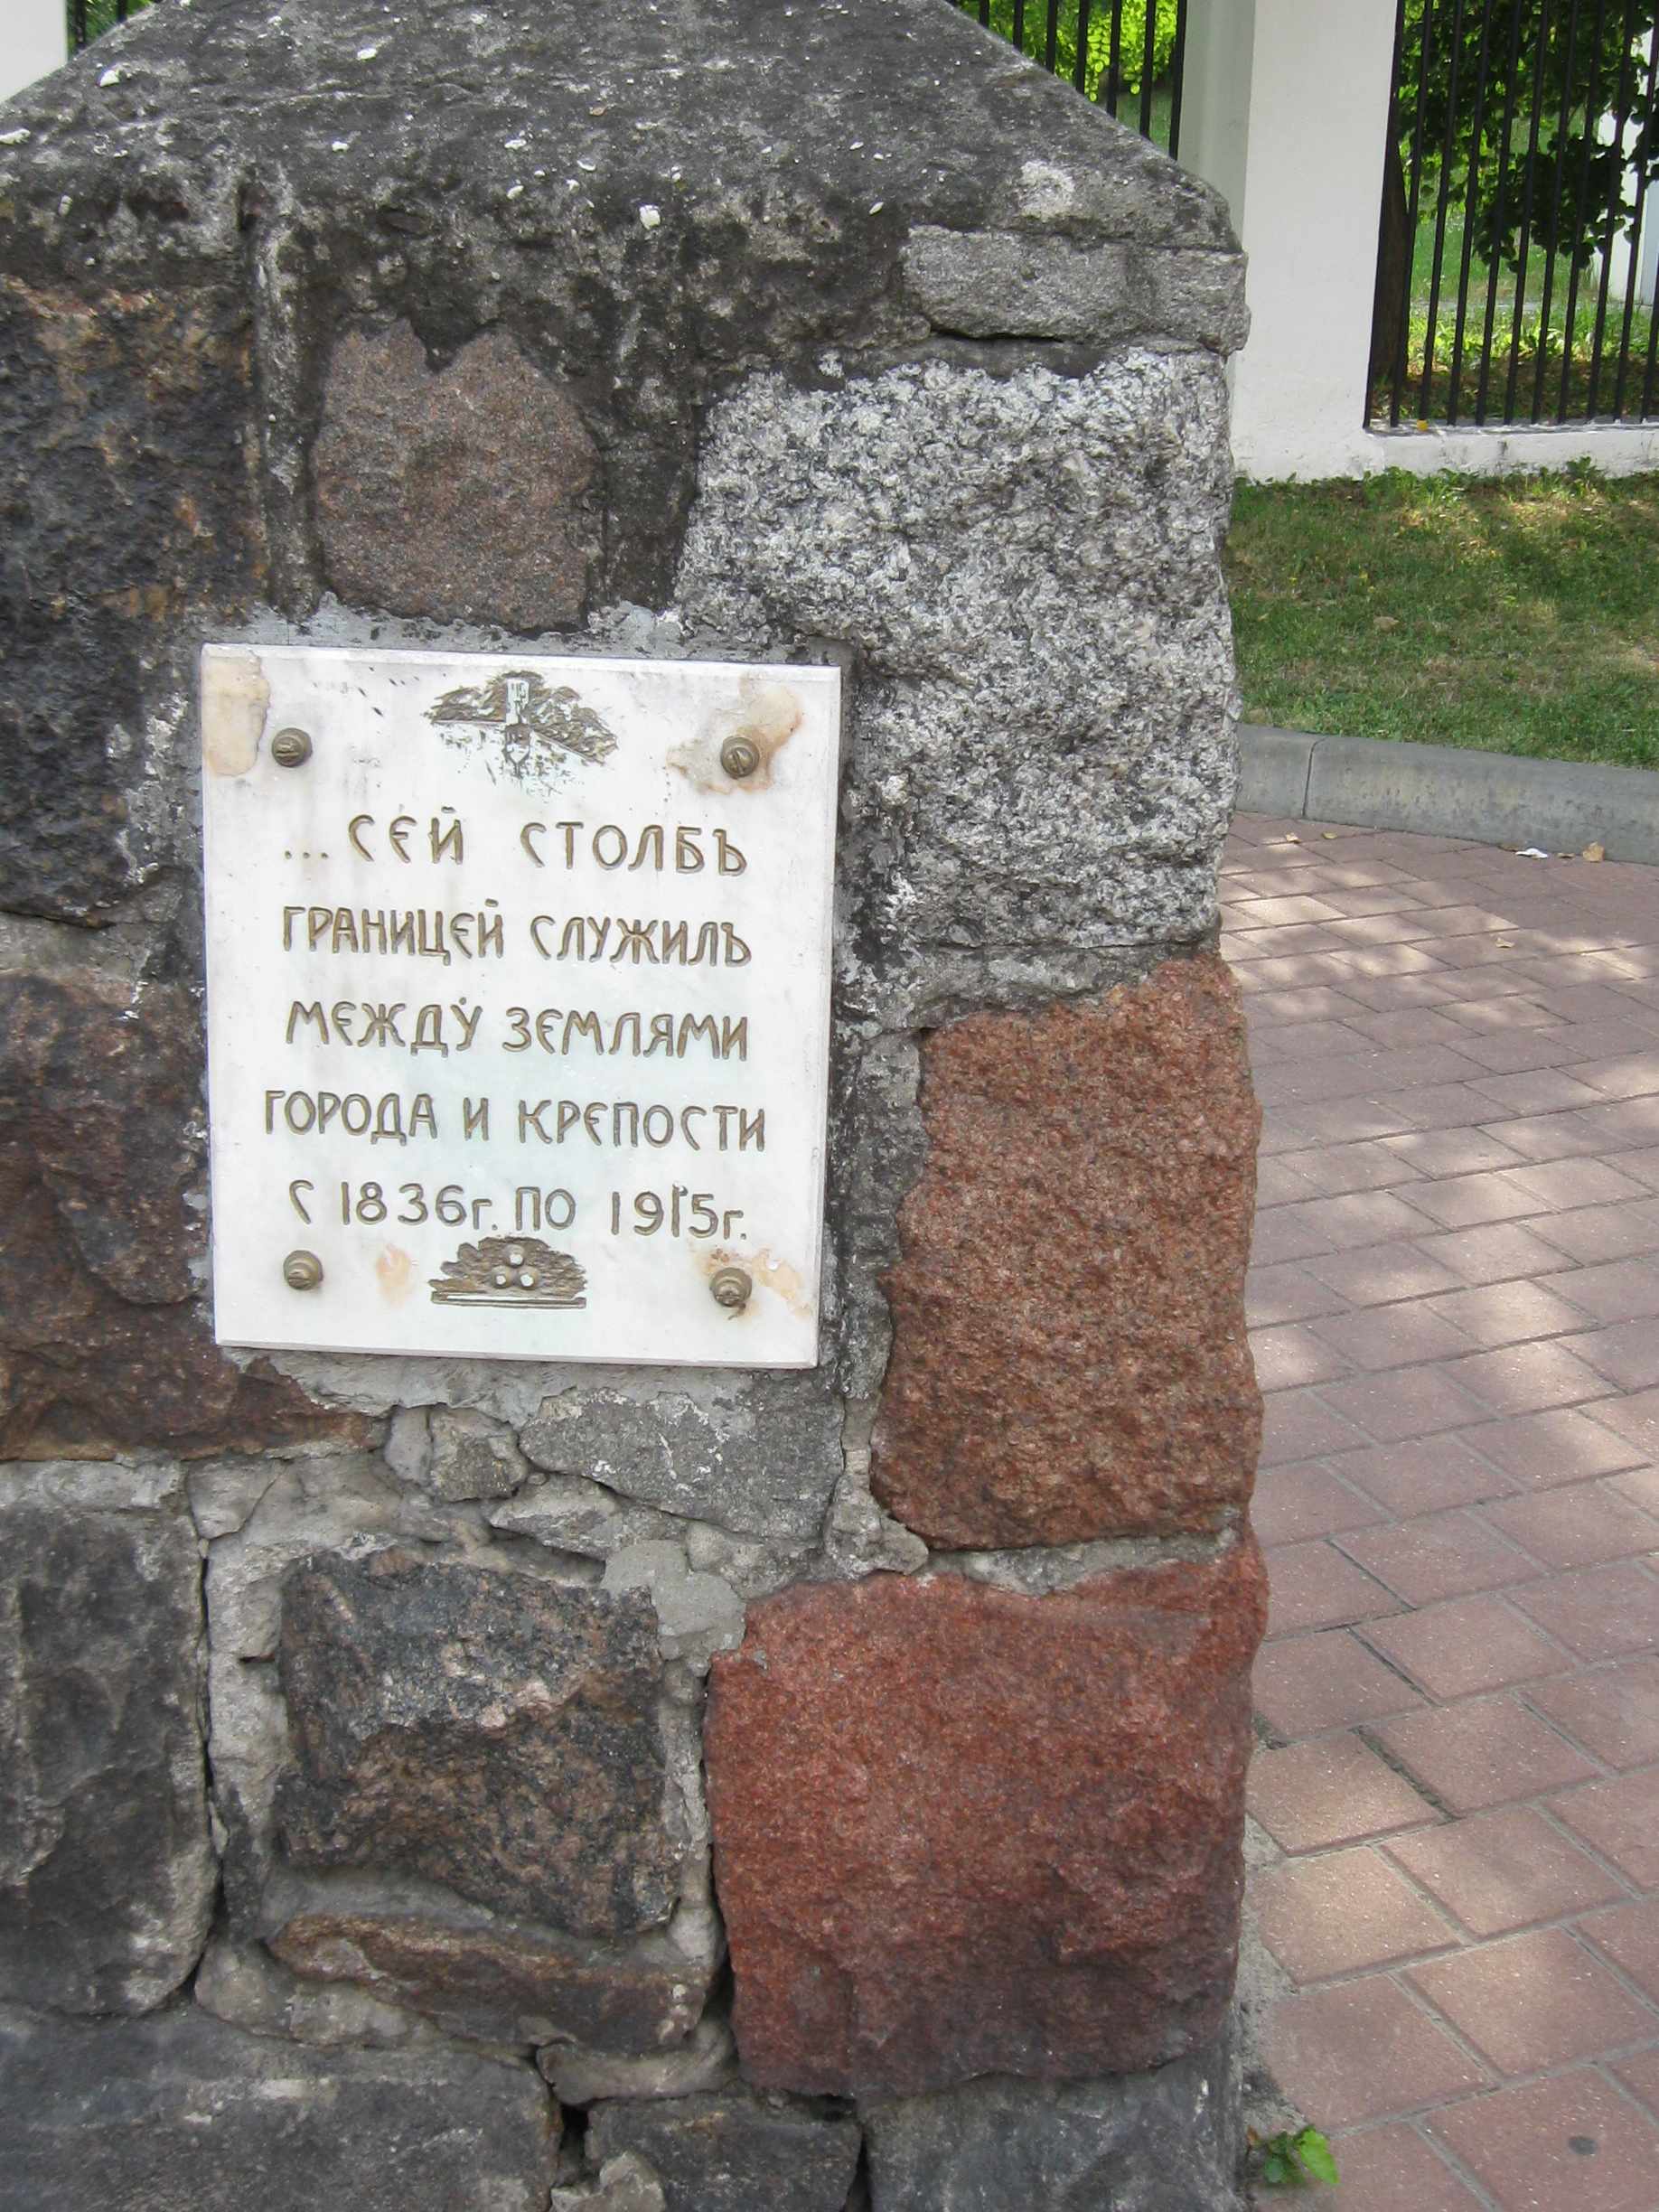 ... СЕЙ СТОЛБЪ
ГРАНИЦЕЙ СЛУЖИЛЪ
МЕЖДУ ЗЕМЛЯМИ
ГОРОДА И КРЕПОСТИ
С 1836г. ПО 1915г.